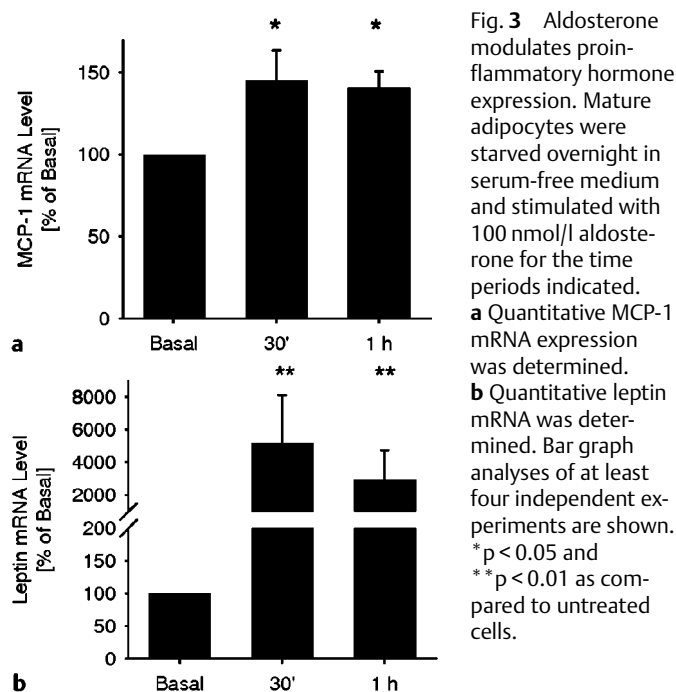 MCP-1 mRNA Level
[% of Basal]
150
100
50
0
*
*
Basal
30'
1 h
a
Leptin mRNA Level
[% of Basal]
8000
6000
4000
2000
200
150
100
50
0
**
**
Basal
30'
1 h
b
Fig. 3 Aldosterone
modulates proin-
flammatory hormone
expression. Mature
adipocytes were
starved overnight in
serum-free medium
and stimulated with
100 nmol/l aldoste-
rone for the time
periods indicated.
a Quantitative MCP-1
mRNA expression
was determined.
b Quantitative leptin
mRNA was deter-
mined. Bar graph
analyses of at least
four independent ex-
periments are shown.
*p < 0.05 and
**p < 0.01 as com-
pared to untreated
cells.